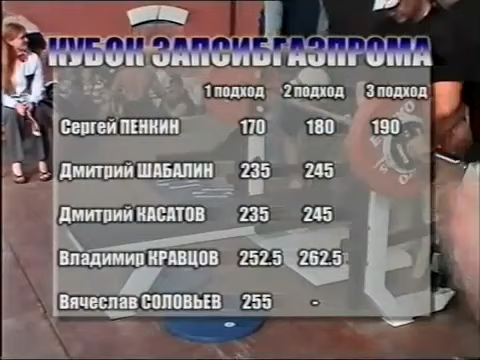 КУБОК ЗАПСИБГАЗПРОМА
1 подход 2 подход 3 подход
Сергей ПЕНКИН 170 180 190
Дмитрий ШАБАЛИН 235 245
Дмитрий КАСАТОВ 235 245
Владимир КРАВЦОВ 252.5 262.5
Вячеслав СОЛОВЬЕВ 255 -